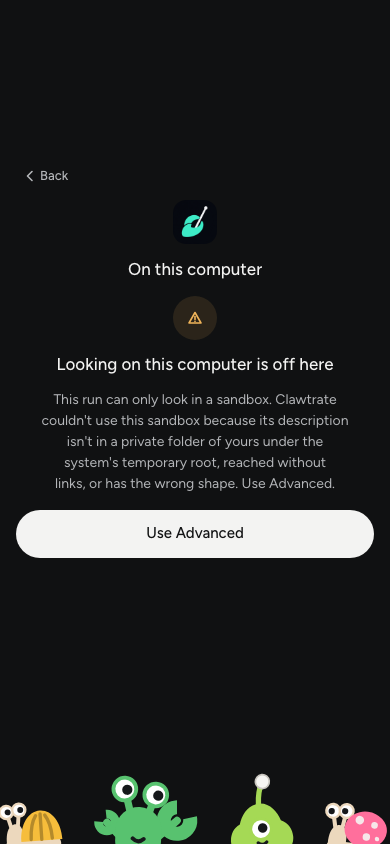 Back
On this computer
Looking on this computer is off here
This run can only look in a sandbox. Clawtrate
couldn't use this sandbox because its description
isn't in a private folder of yours under the
system's temporary root, reached without
links, or has the wrong shape. Use Advanced.
Use Advanced